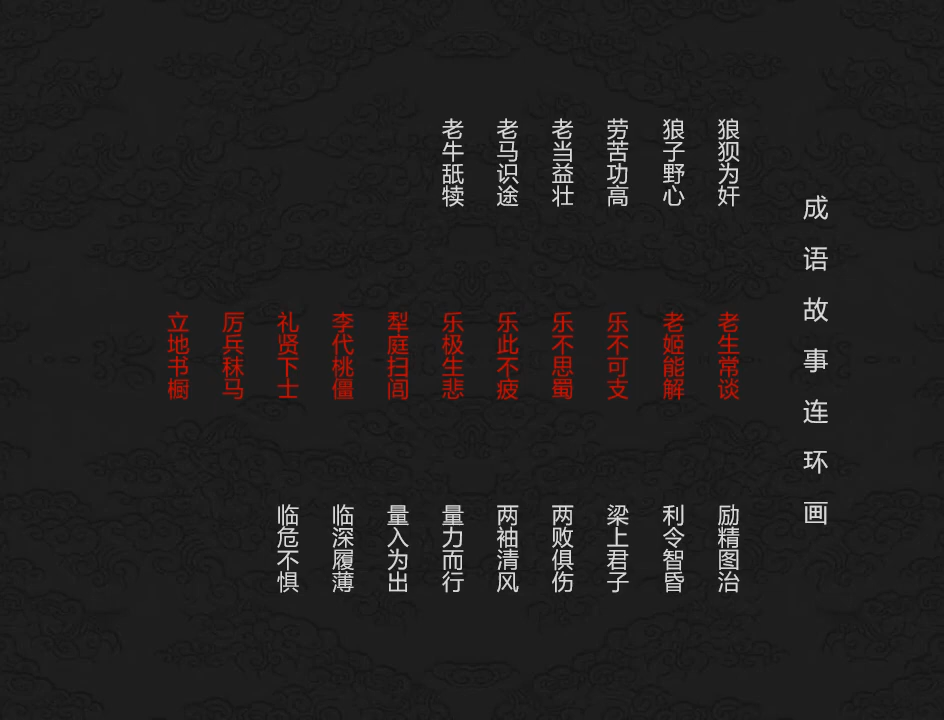 成语故事连环画
狼狈为奸
狼子野心
劳苦功高
老当益壮
老马识途
老牛舐犊
老生常谈
老姬能解
乐不可支
乐不思蜀
乐此不疲
乐极生悲
犁庭扫闾
李代桃僵
礼贤下士
厉兵秣马
立地书橱
励精图治
利令智昏
梁上君子
两败俱伤
两袖清风
量力而行
量入为出
临深履薄
临危不惧